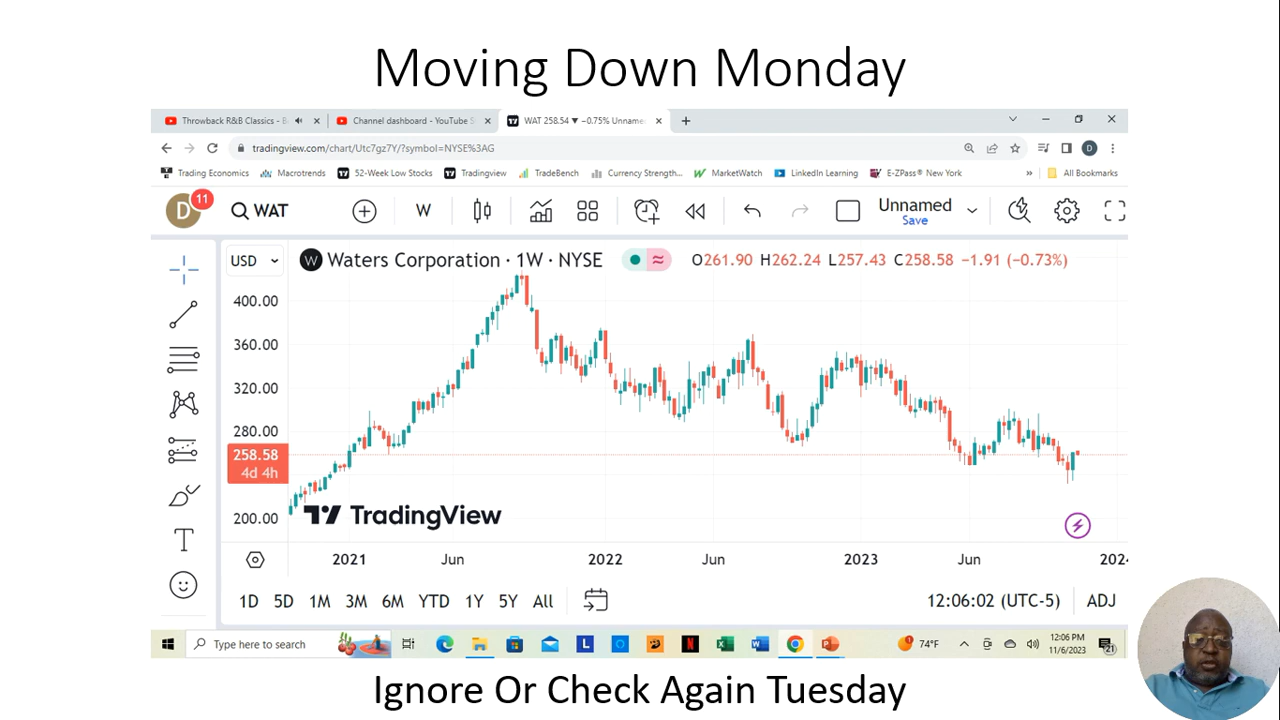 Moving Down Monday
Throwback R&B Classics - B
Channel dashboard - YouTube S
WAT 258.54 ▼ −0.75% Unname
tradingview.com/chart/Utc7gz7Y/?symbol=NYSE%3AG
D
Trading Economics
Macrotrends
52-Week Low Stocks
Tradingview
TradeBench
Currency Strength...
MarketWatch
LinkedIn Learning
E-ZPass® New York
»
All Bookmarks
D
11
WAT
W
Unnamed
Save
USD
W
Waters Corporation · 1W · NYSE
O261.90 H262.24 L257.43 C258.58 −1.91 (−0.73%)
400.00
360.00
320.00
280.00
258.58
4d 4h
200.00
TradingView
2021 Jun 2022 Jun 2023 Jun 2024
1D 5D 1M 3M 6M YTD 1Y 5Y All
12:06:02 (UTC-5)
ADJ
Type here to search
74°F
12:06 PM
11/6/2023
21
Ignore Or Check Again Tuesday